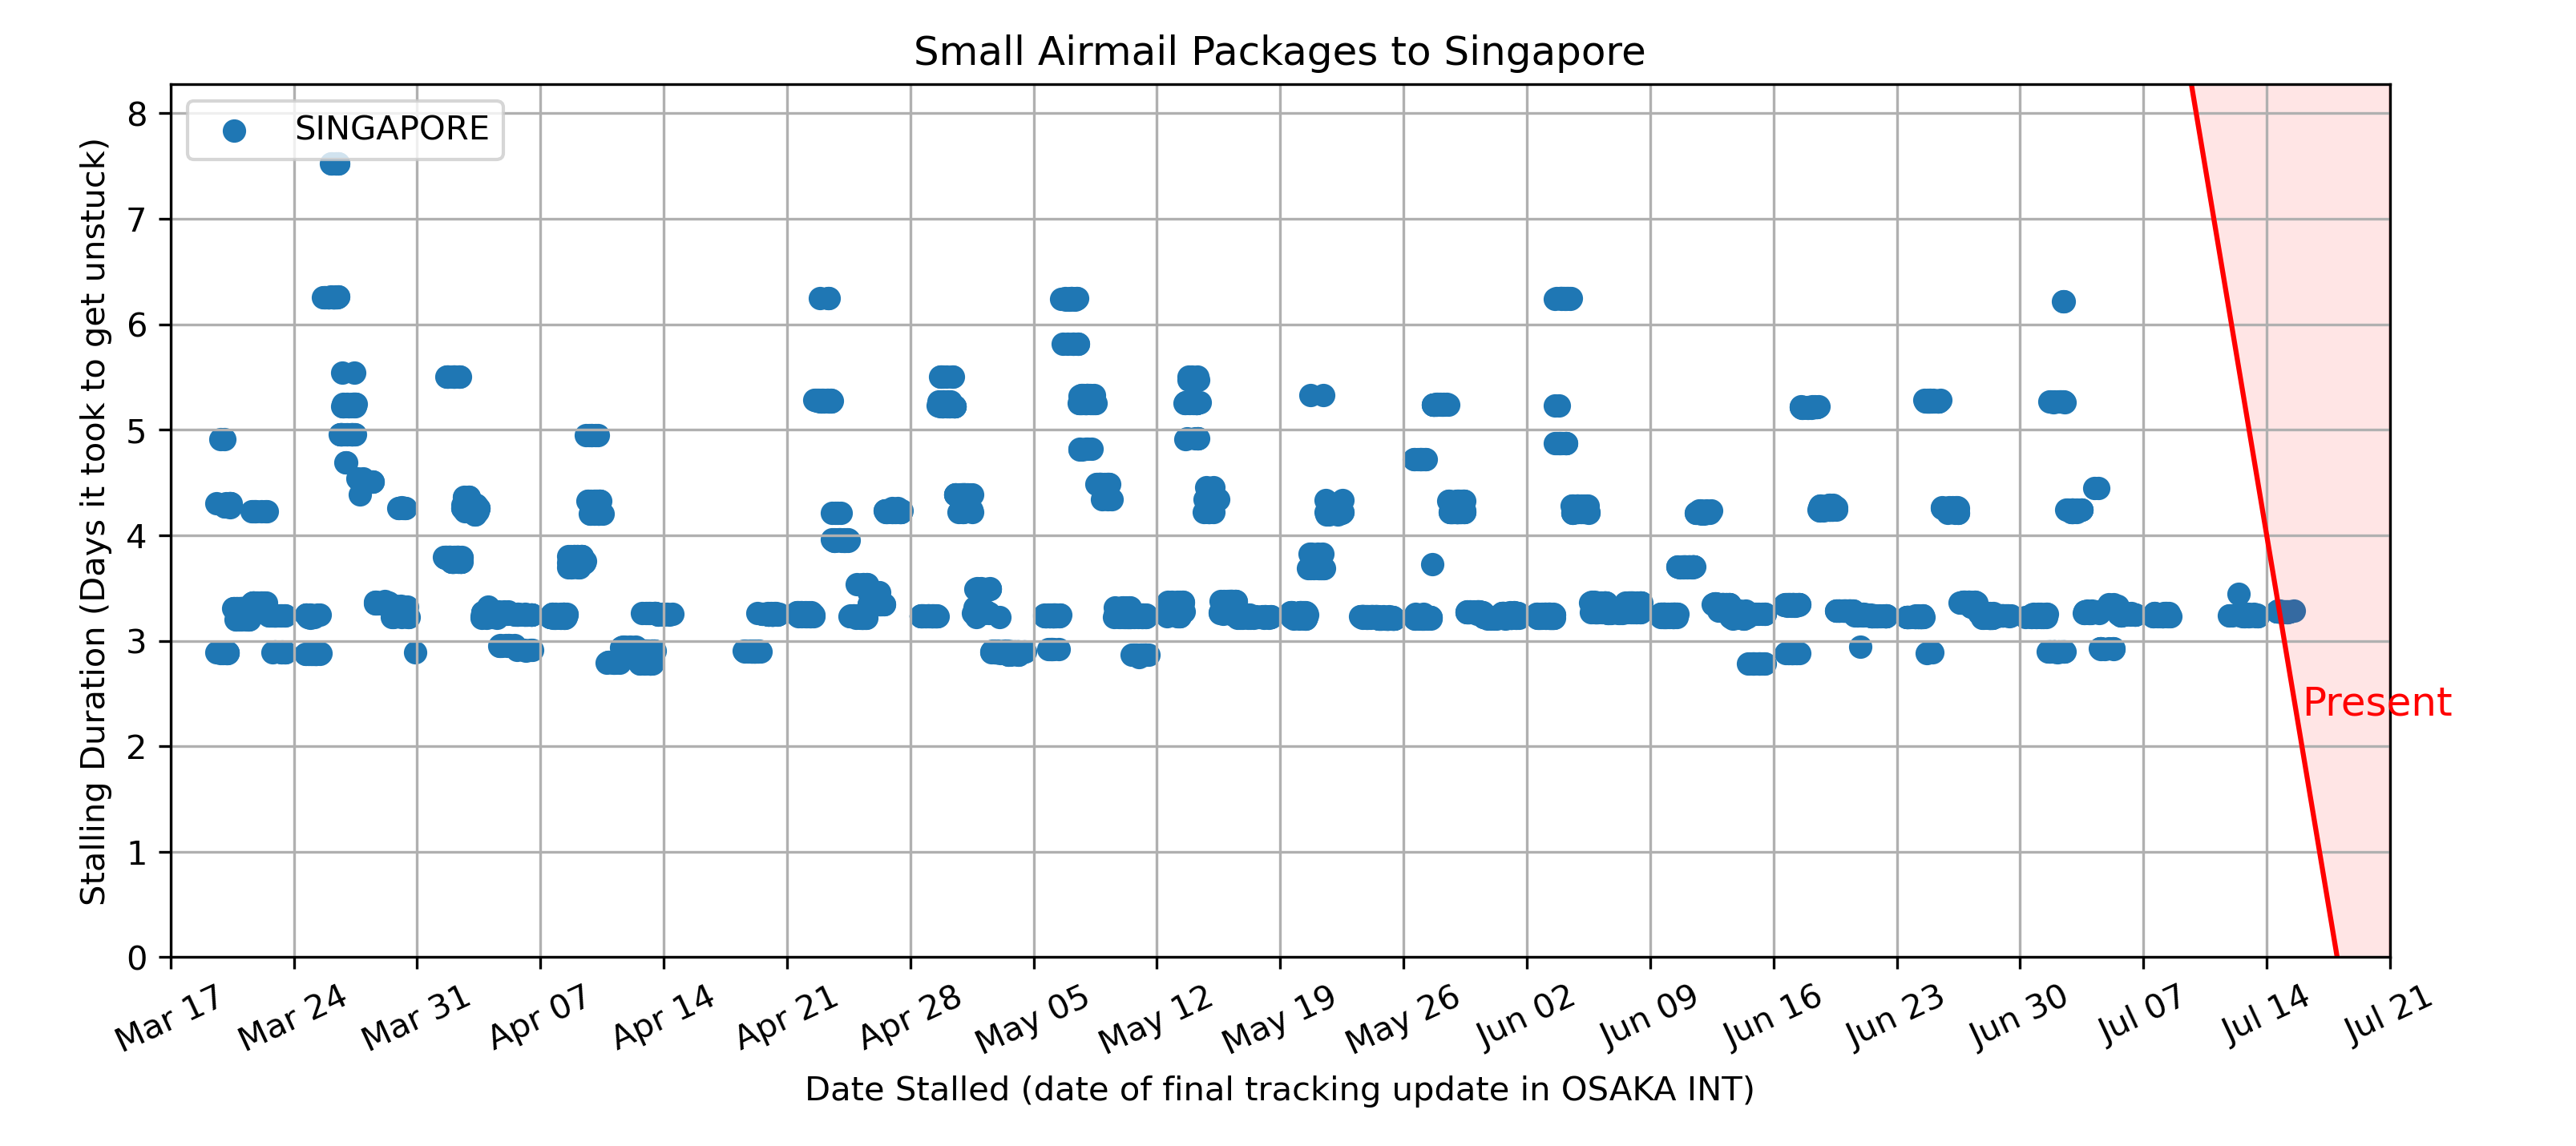 Small Airmail Packages to Singapore
SINGAPORE
Stalling Duration (Days it took to get unstuck)
8
7
6
5
4
3
2
1
0
Present
Mar 17
Mar 24
Mar 31
Apr 07
Apr 14
Apr 21
Apr 28
May 05
May 12
May 19
May 26
Jun 02
Jun 09
Jun 16
Jun 23
Jun 30
Jul 07
Jul 14
Jul 21
Date Stalled (date of final tracking update in OSAKA INT)